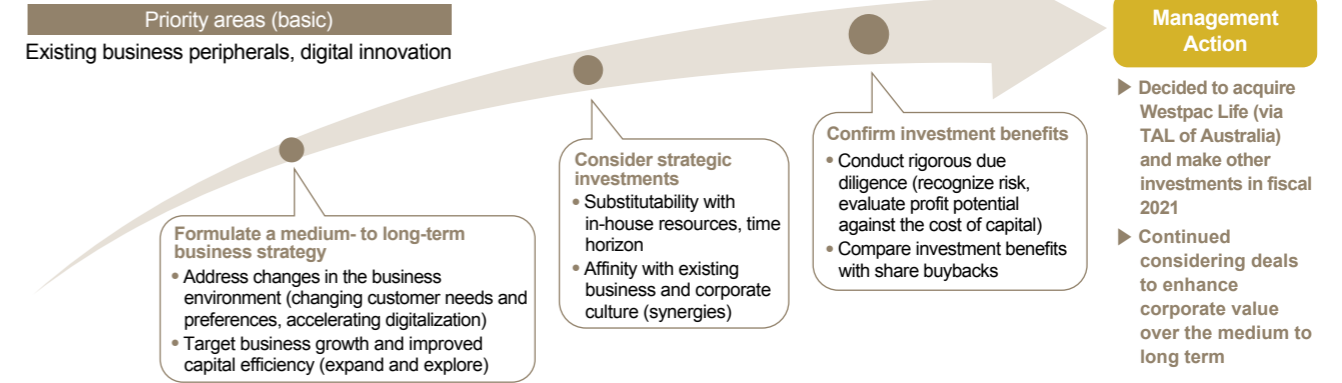 Priority areas (basic)
Existing business peripherals, digital innovation
Formulate a medium- to long-term
business strategy
• Address changes in the business
environment (changing customer needs and
preferences, accelerating digitalization)
• Target business growth and improved
capital efficiency (expand and explore)
Consider strategic
investments
• Substitutability with
in-house resources, time
horizon
• Affinity with existing
business and corporate
culture (synergies)
Confirm investment benefits
• Conduct rigorous due
diligence (recognize risk,
evaluate profit potential
against the cost of capital)
• Compare investment benefits
with share buybacks
Management
Action
▶ Decided to acquire
Westpac Life (via
TAL of Australia)
and make other
investments in fiscal
2021
▶ Continued
considering deals
to enhance
corporate value
over the medium to
long term